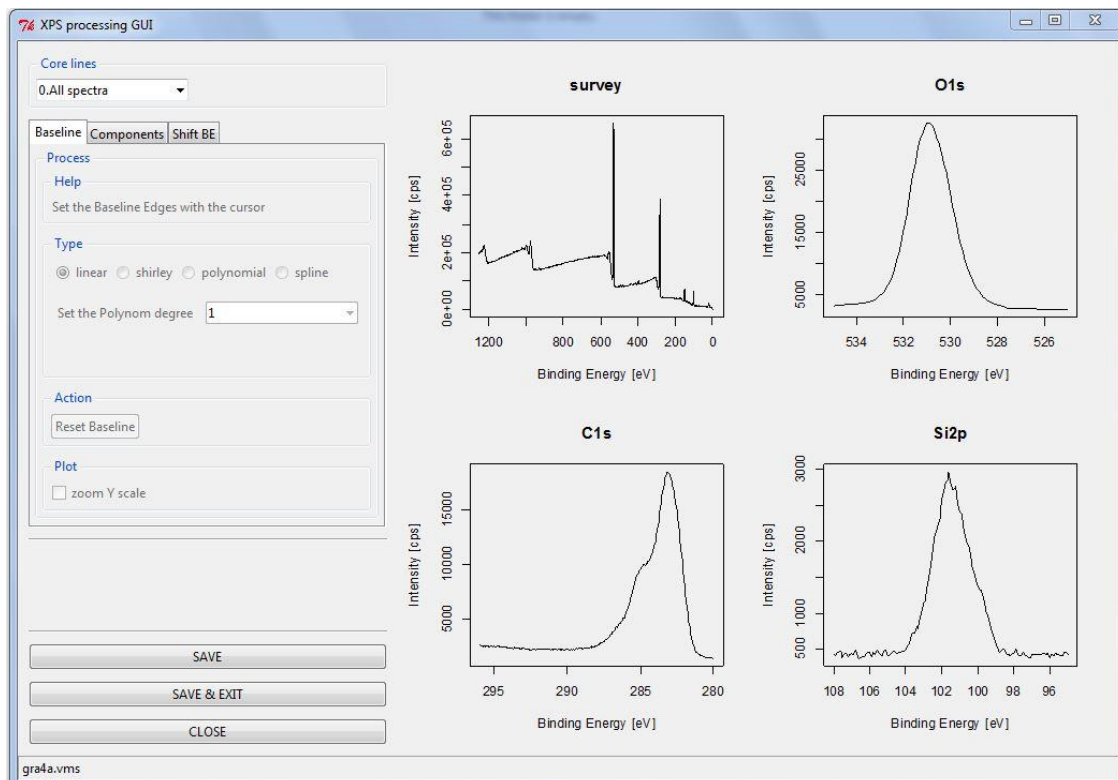 XPS processing GUI
Core lines
0.All spectra
Baseline Components Shift BE
Process
Help
Set the Baseline Edges with the cursor
Type
linear shirley polynomial spline
Set the Polynom degree 1
Action
Reset Baseline
Plot
zoom Y scale
SAVE
SAVE & EXIT
CLOSE
gra4a.vms
survey
Intensity [cps]
0e+00 2e+05 4e+05 6e+05
1200 1000 800 600 400 200 0
Binding Energy [eV]
O1s
Intensity [cps]
5000 15000 25000
534 532 530 528 526
Binding Energy [eV]
C1s
Intensity [cps]
5000 10000 15000
295 290 285 280
Binding Energy [eV]
Si2p
Intensity [cps]
500 1000 2000 3000
108 106 104 102 100 98 96
Binding Energy [eV]